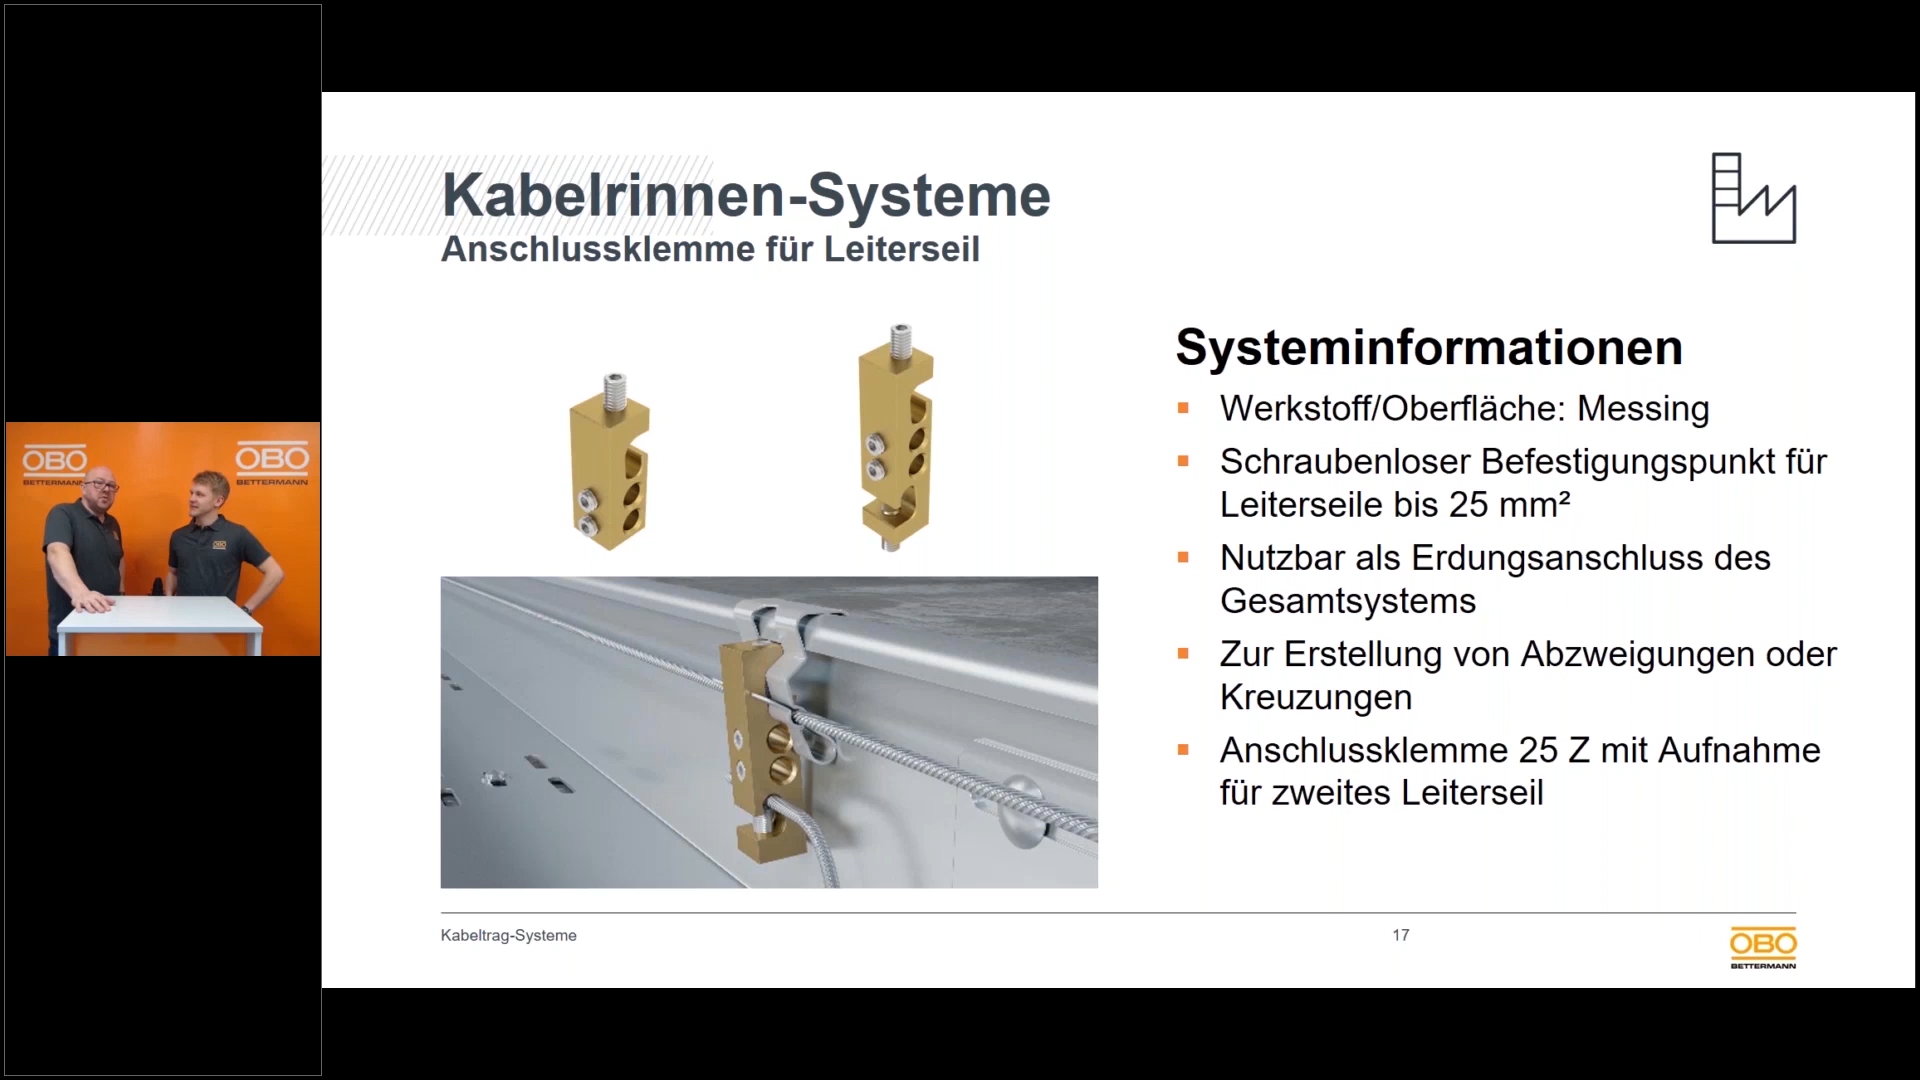 OBO
BETTERMANN
OBO
BETTERMANN
Kabelrinnen-Systeme
Anschlussklemme für Leiterseil
Systeminformationen
Werkstoff/Oberfläche: Messing
Schraubenloser Befestigungspunkt für
Leiterseile bis 25 mm²
Nutzbar als Erdungsanschluss des
Gesamtsystems
Zur Erstellung von Abzweigungen oder
Kreuzungen
Anschlussklemme 25 Z mit Aufnahme
für zweites Leiterseil
Kabeltrag-Systeme
17
OBO
BETTERMANN